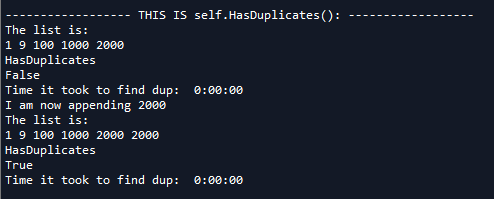 ----------------- THIS IS self.HasDuplicates(): -----------------
The list is:
1 9 100 1000 2000
HasDuplicates
False
Time it took to find dup:  0:00:00
I am now appending 2000
The list is:
1 9 100 1000 2000 2000
HasDuplicates
True
Time it took to find dup:  0:00:00